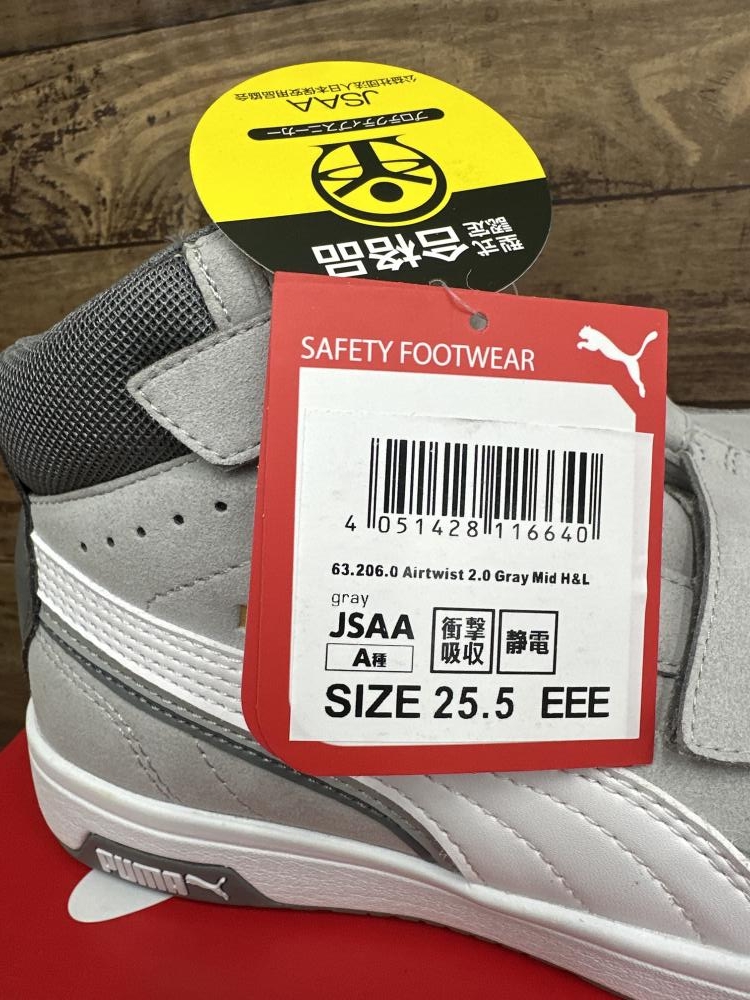 公益社団法人日本保安用品協会
JSAA
プロテクティブスニーカー
型式
認定
合格品
SAFETY FOOTWEAR
4 051428 116640
63.206.0 Airtwist 2.0 Gray Mid H&L
gray
JSAA
A種
衝撃
吸収
静電
SIZE 25.5 EEE
PUMA